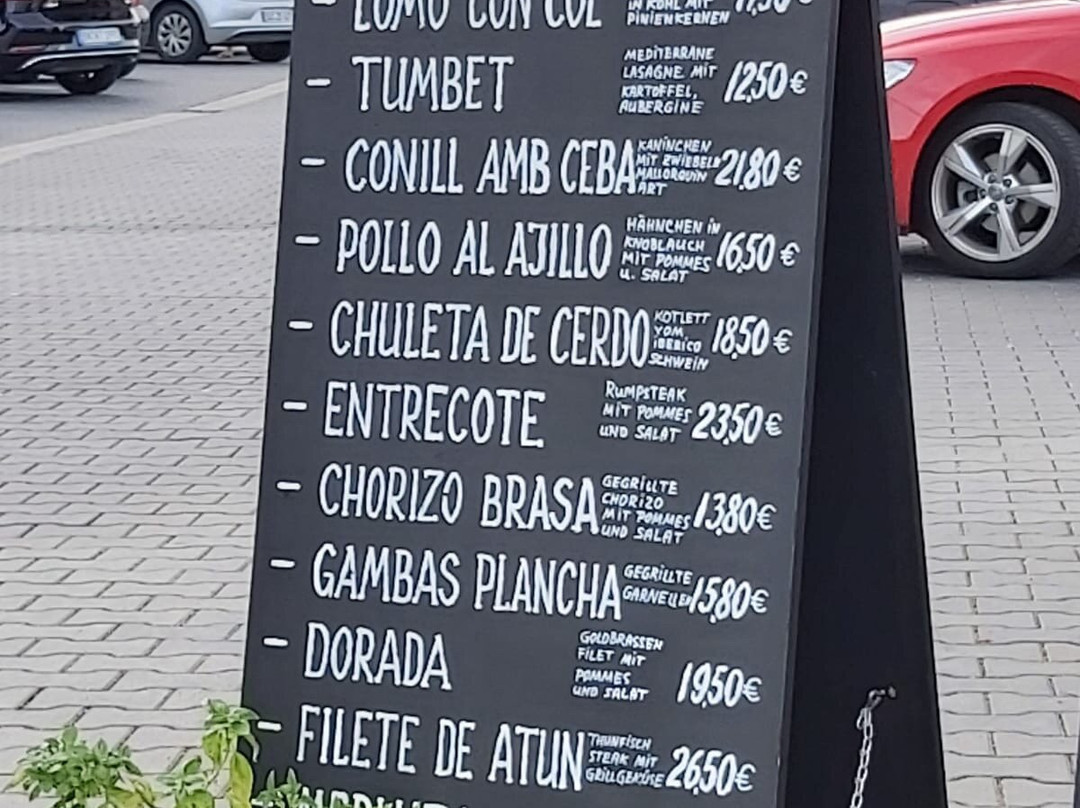 - LOMO CON COL
IN KOHL MIT
PINIENKERNEN
- TUMBET
MEDITERRANE
LASAGNE MIT
KARTOFFEL,
AUBERGINE
12,50 €
- CONILL AMB CEBA
KANINCHEN
MIT ZWIEBELN
MALLORQUIN
ART
21,80 €
- POLLO AL AJILLO
HÄHNCHEN IN
KNOBLAUCH
MIT POMMES
u. SALAT
16,50 €
- CHULETA DE CERDO
KOTLETT
VOM
IBERICO
SCHWEIN
18,50 €
- ENTRECOTE
RUMPSTEAK
MIT POMMES
UND SALAT
23,50 €
- CHORIZO BRASA
GEGRILLTE
CHORIZO
MIT POMMES
UND SALAT
13,80€
- GAMBAS PLANCHA
GEGRILLTE
GARNELEN
15,80€
- DORADA
GOLDBRASSEN
FILET MIT
POMMES
UND SALAT
19,50€
- FILETE DE ATUN
THUNFISCH
STEAK MIT
GRILLGEMÜSE
26,50€